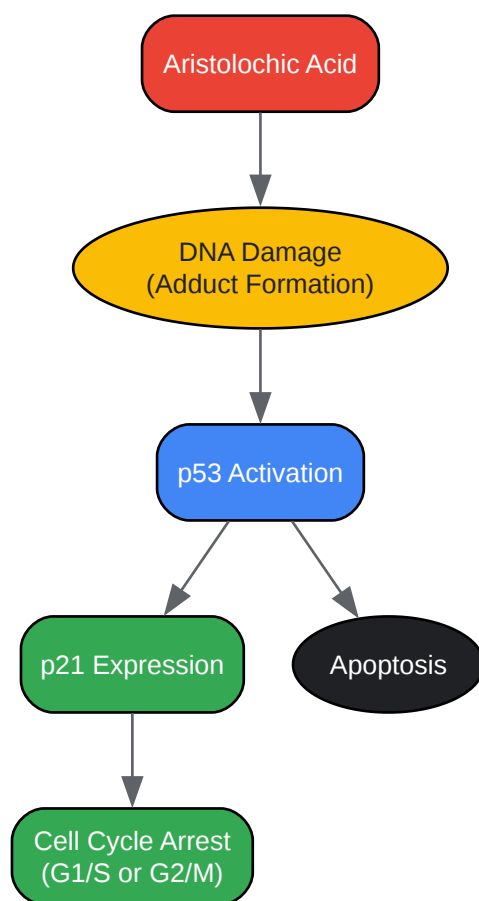 Aristolochic Acid
DNA Damage
(Adduct Formation)
p53 Activation
p21 Expression
Apoptosis
Cell Cycle Arrest
(G1/S or G2/M)